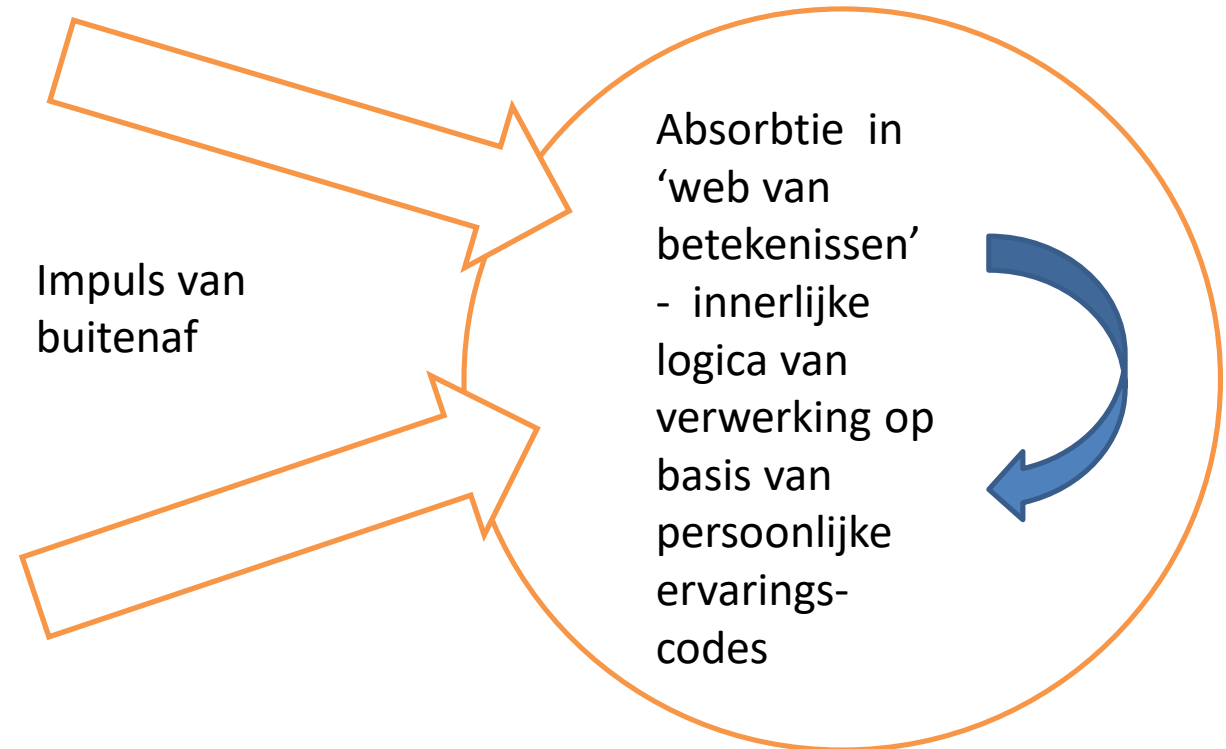 Impuls van
buitenaf
Absorbtie in
‘web van
betekenissen’
- innerlijke
logica van
verwerking op
basis van
persoonlijke
ervarings-
codes